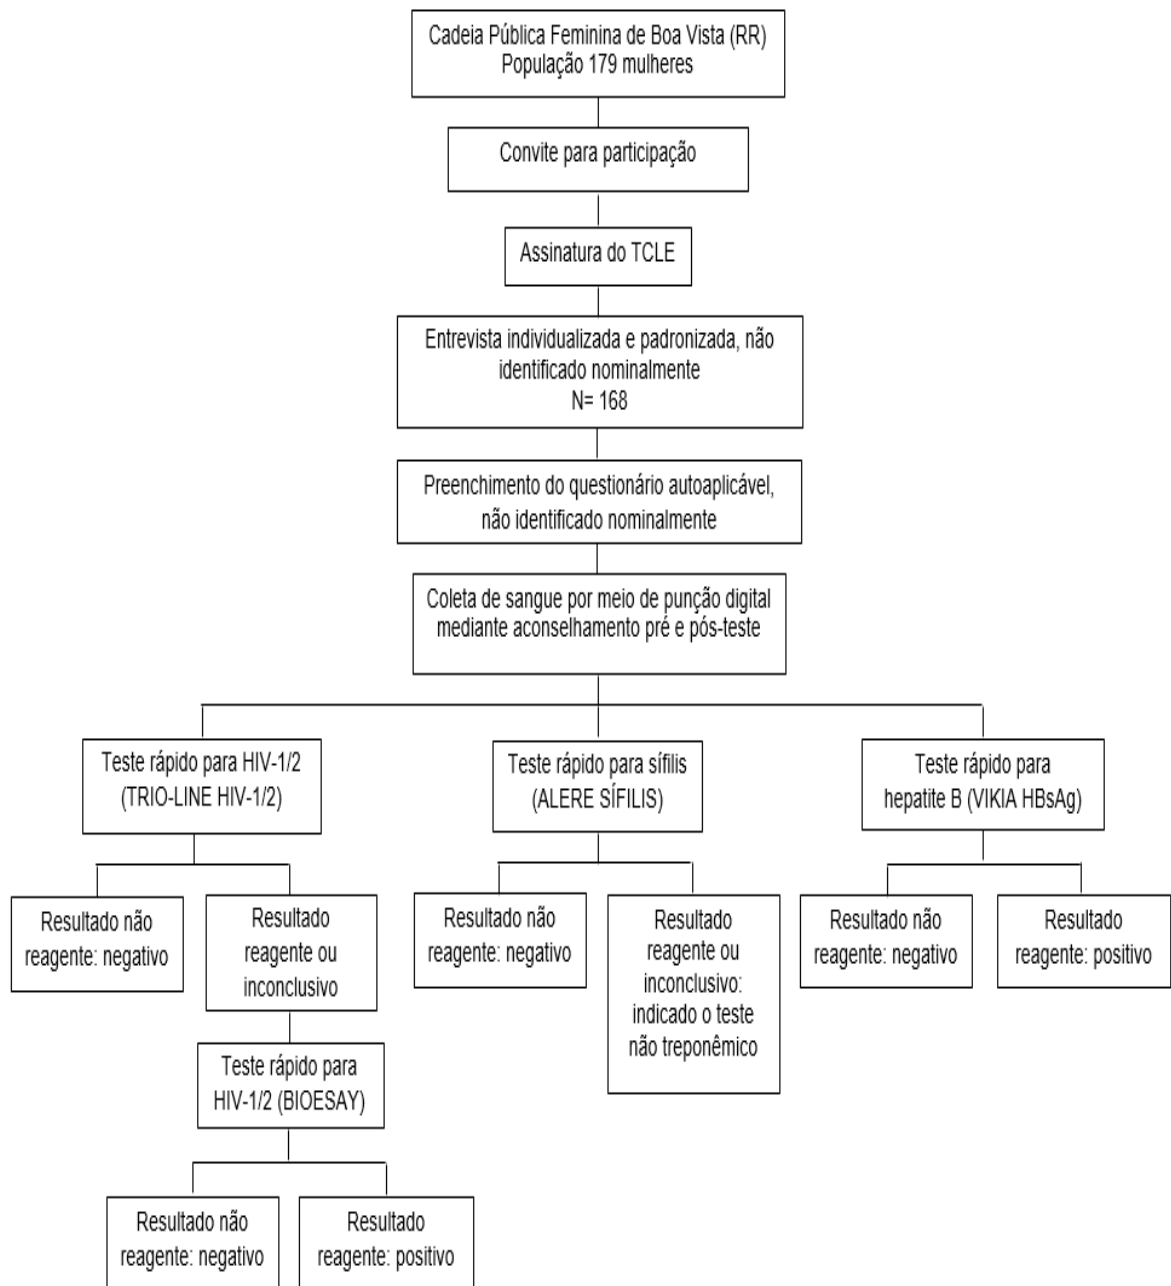 Cadeia Pública Feminina de Boa Vista (RR)
População 179 mulheres
Convite para participação
Assinatura do TCLE
Entrevista individualizada e padronizada, não
identificado nominalmente
N= 168
Preenchimento do questionário autoaplicável,
não identificado nominalmente
Coleta de sangue por meio de punção digital
mediante aconselhamento pré e pós-teste
Teste rápido para HIV-1/2
(TRIO-LINE HIV-1/2)
Teste rápido para sífilis
(ALERE SÍFILIS)
Teste rápido para
hepatite B (VIKIA HBsAg)
Resultado não
reagente: negativo
Resultado
reagente ou
inconclusivo
Resultado não
reagente: negativo
Resultado
reagente ou
inconclusivo:
indicado o teste
não treponêmico
Resultado não
reagente: negativo
Resultado
reagente: positivo
Teste rápido para
HIV-1/2 (BIOESAY)
Resultado não
reagente: negativo
Resultado
reagente: positivo